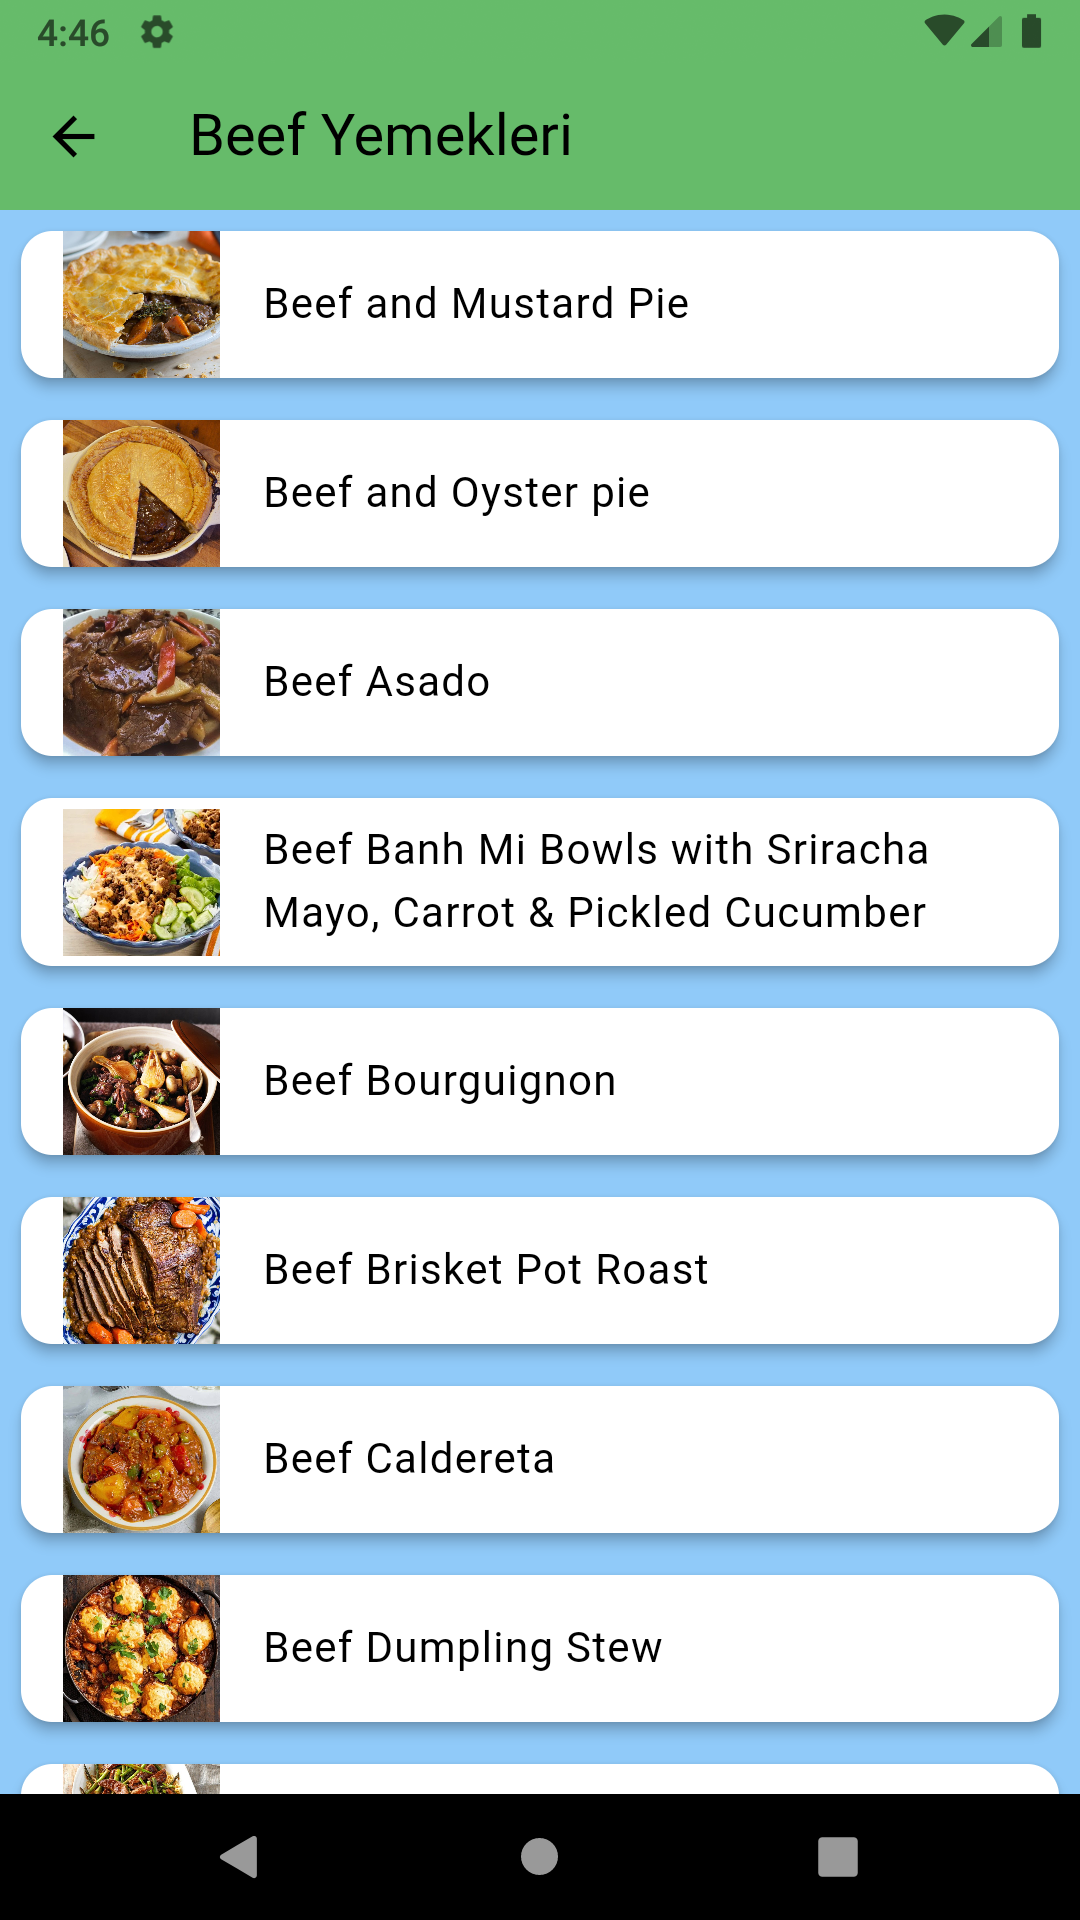 4:46
Beef Yemekleri
Beef and Mustard Pie
Beef and Oyster pie
Beef Asado
Beef Banh Mi Bowls with Sriracha
Mayo, Carrot & Pickled Cucumber
Beef Bourguignon
Beef Brisket Pot Roast
Beef Caldereta
Beef Dumpling Stew